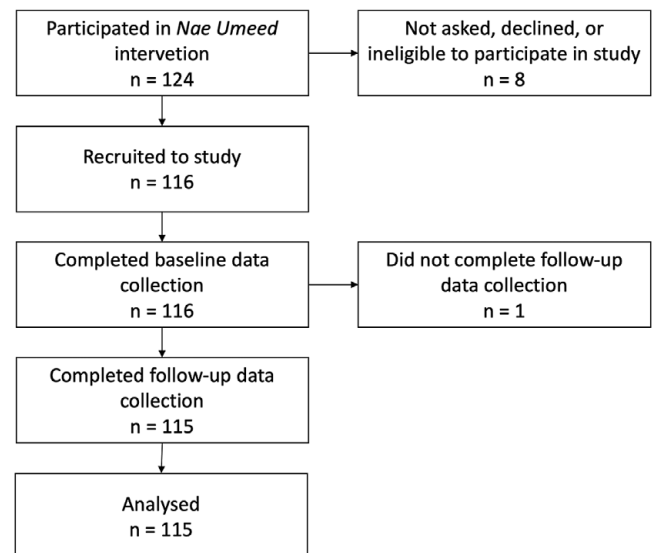 Participated in Nae Umeed
intervetion
n = 124
Not asked, declined, or
ineligible to participate in study
n = 8
Recruited to study
n = 116
Completed baseline data
collection
n = 116
Did not complete follow-up
data collection
n = 1
Completed follow-up data
collection
n = 115
Analysed
n = 115